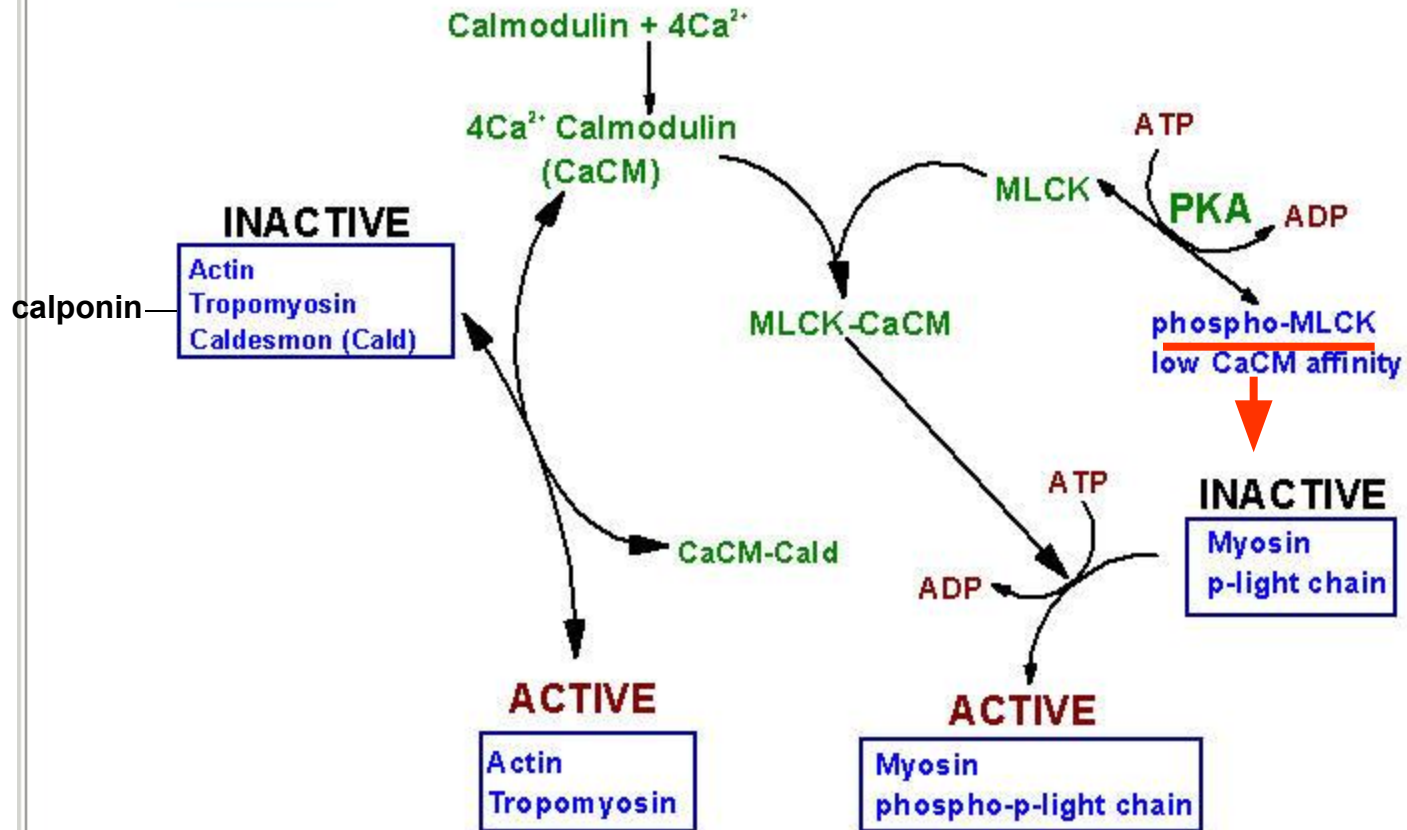 Calmodulin + 4Ca²⁺
4Ca²⁺ Calmodulin
(CaCM)
ATP
MLCK
PKA
ADP
INACTIVE
Actin
Tropomyosin
Caldesmon (Cald)
calponin
MLCK-CaCM
phospho-MLCK
low CaCM affinity
CaCM-Cald
ATP
ADP
INACTIVE
Myosin
p-light chain
ACTIVE
Actin
Tropomyosin
ACTIVE
Myosin
phospho-p-light chain